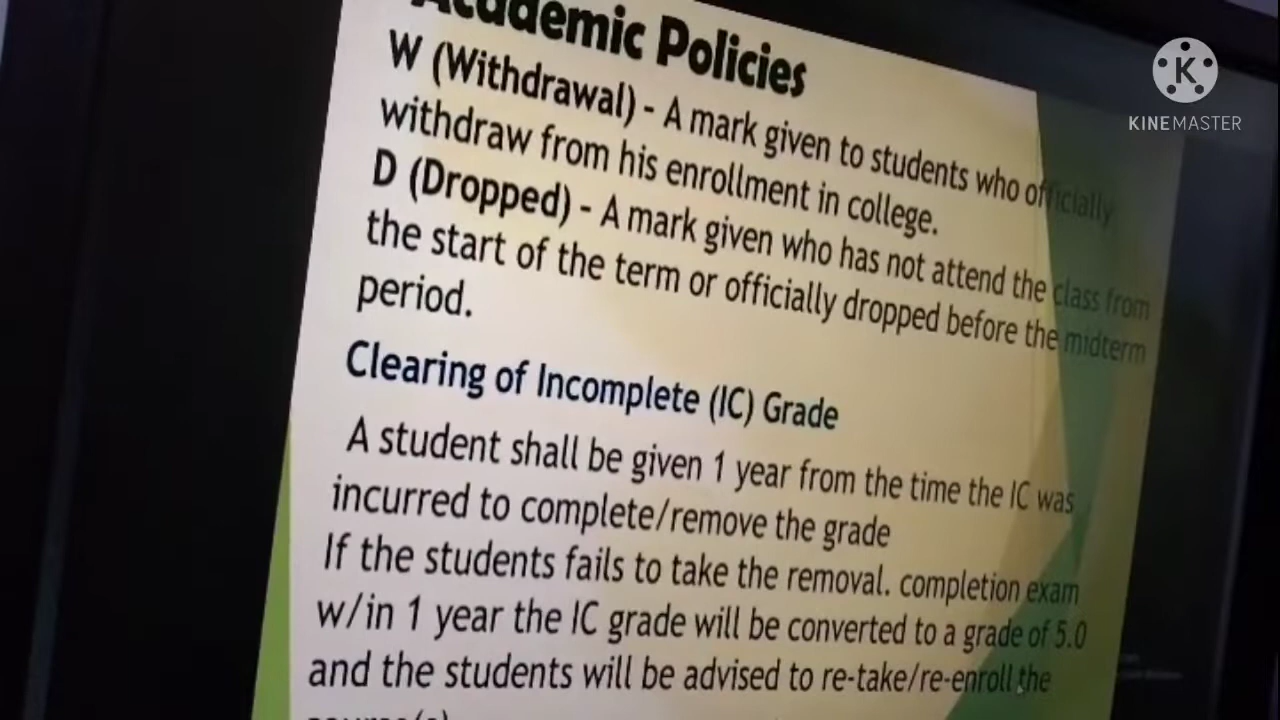 Academic Policies
W (Withdrawal) - A mark given to students who officially
withdraw from his enrollment in college.
D (Dropped) - A mark given who has not attend the class from
the start of the term or officially dropped before the midterm
period.
Clearing of Incomplete (IC) Grade
A student shall be given 1 year from the time the IC was
incurred to complete/remove the grade
If the students fails to take the removal. completion exam
w/in 1 year the IC grade will be converted to a grade of 5.0
and the students will be advised to re-take/re-enroll the
course(s)
K
KINEMASTER